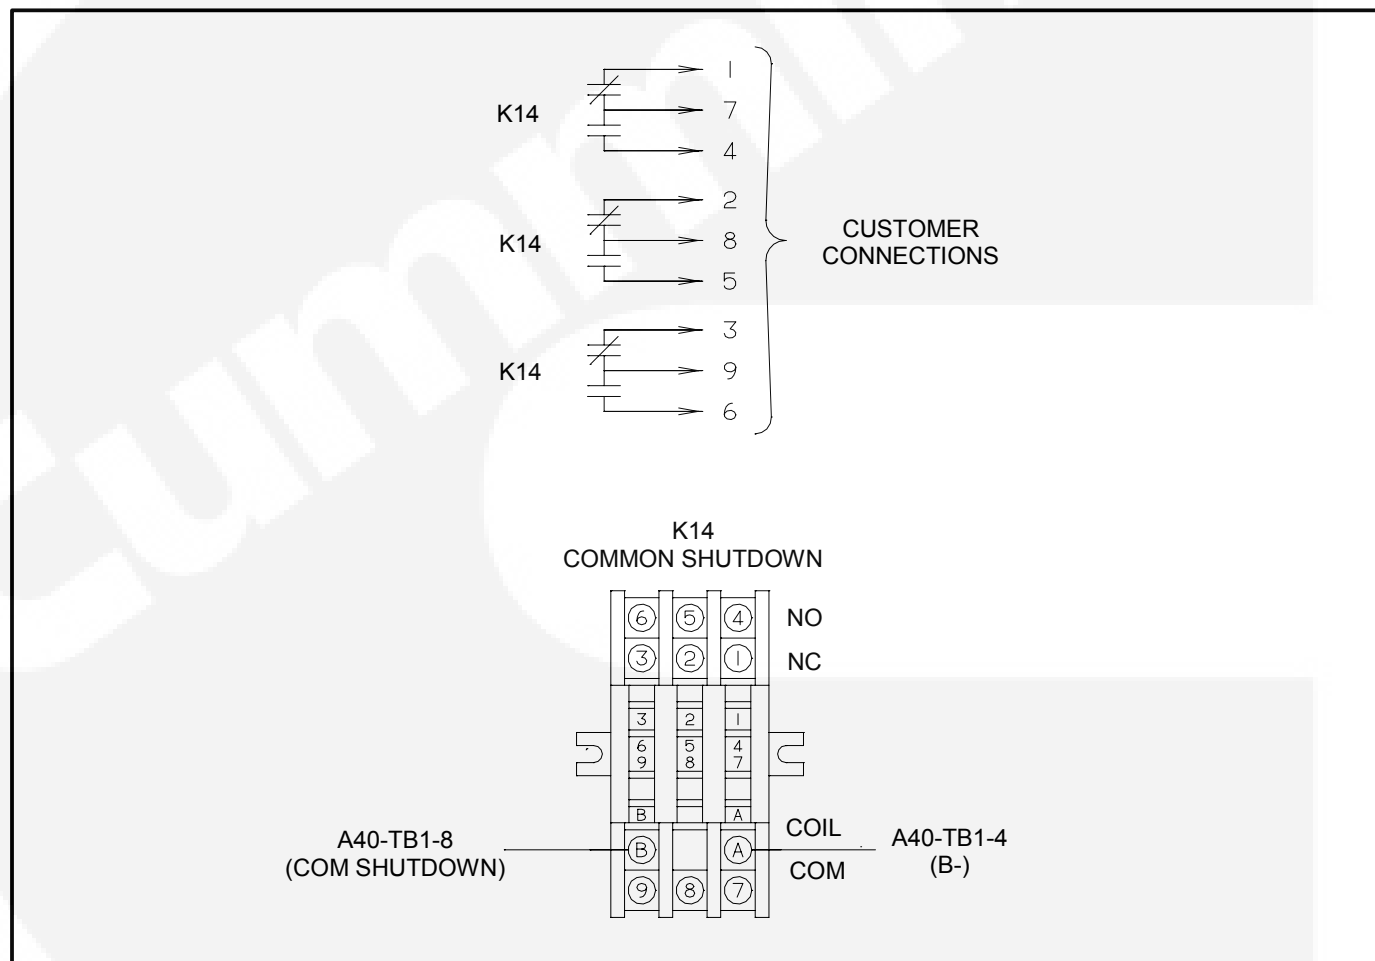 1
K14 7
4
2
K14 8
5
CUSTOMER
CONNECTIONS
3
K14 9
6
K14
COMMON SHUTDOWN
6 5 4 NO
3 2 1 NC
3 2 1
6 5 4
9 8 7
B A
COIL
A40-TB1-8
(COM SHUTDOWN)
B A
A40-TB1-4
(B-)
COM
9 8 7
Cummin